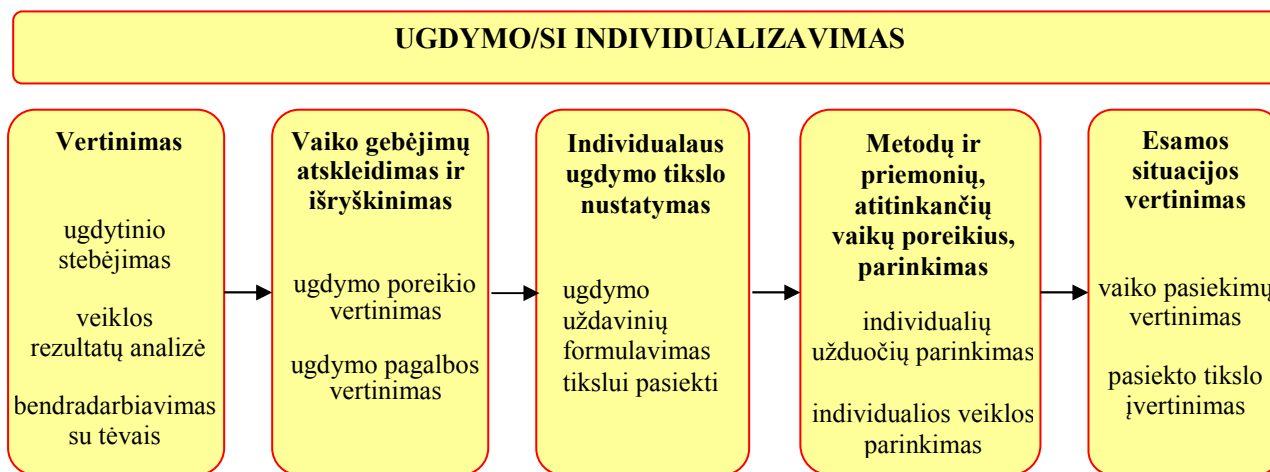 UGDYMO/SI INDIVIDUALIZAVIMAS
Vertinimas
ugdytinio
stebėjimas
veiklos
rezultatų analizė
bendradarbiavimas
su tėvais
Vaiko gebėjimų
atskleidimas ir
išryškinimas
ugdymo poreikio
vertinimas
ugdymo pagalbos
vertinimas
Individualaus
ugdymo tikslo
nustatymas
ugdymo
uždavinių
formulavimas
tikslui pasiekti
Metodų ir
priemonių,
atitinkančių
vaikų poreikius,
parinkimas
individualių
užduočių parinkimas
individualios veiklos
parinkimas
Esamos
situacijos
vertinimas
vaiko pasiekimų
vertinimas
pasiekto tikslo
įvertinimas